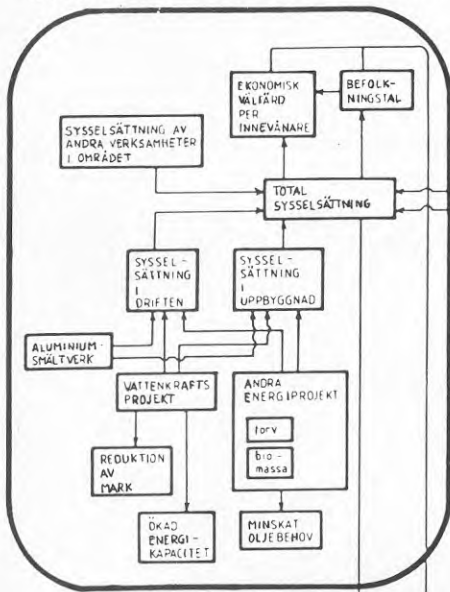 EKONOMISK
VÄLFÄRD
PER
INNEVÅNARE
BEFOLK-
NINGSTAL
SYSSELSÄTTNING AV
ANDRA VERKSAMHETER
I OMRÅDET
TOTAL
SYSSELSÄTTNING
SYSSEL-
SÄTTNING
I
DRIFTEN
SYSSEL-
SÄTTNING
I
UPPBYGGNAD
ALUMINIUM-
SMÄLTVERK
VATTENKRAFTS
PROJEKT
ANDRA
ENERGIPROJEKT
torv
bio-
massa
REDUKTION
AV
MARK
ÖKAD
ENERGI-
KAPACITET
MINSKAT
OLJEBEHOV